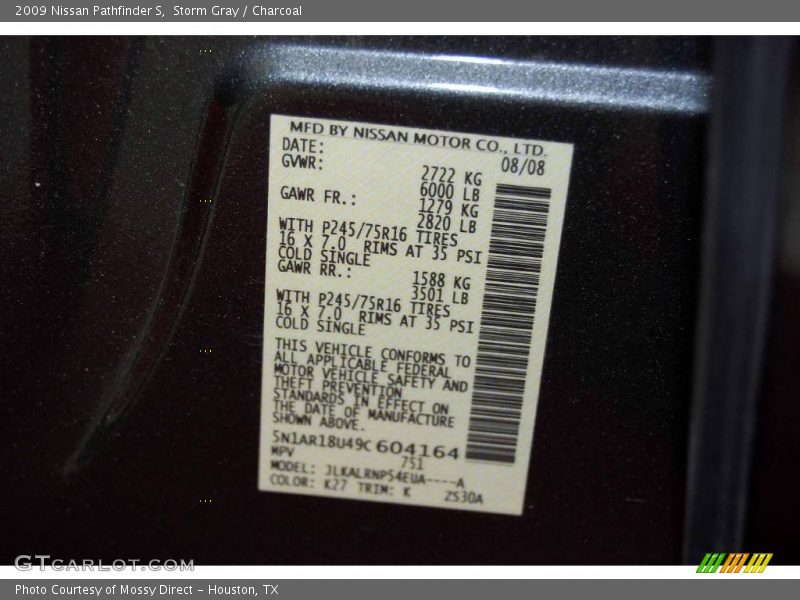 2009 Nissan Pathfinder S, Storm Gray / Charcoal
MFD BY NISSAN MOTOR CO., LTD.
DATE: 08/08
GVWR: 2722 KG
6000 LB
GAWR FR.: 1279 KG
2820 LB
WITH P245/75R16 TIRES
16 X 7.0 RIMS AT 35 PSI
COLD SINGLE
GAWR RR.: 1588 KG
3501 LB
WITH P245/75R16 TIRES
16 X 7.0 RIMS AT 35 PSI
COLD SINGLE
THIS VEHICLE CONFORMS TO
ALL APPLICABLE FEDERAL
MOTOR VEHICLE SAFETY AND
THEFT PREVENTION
STANDARDS IN EFFECT ON
THE DATE OF MANUFACTURE
SHOWN ABOVE.
5N1AR18U49C604164
MPV 751
MODEL: JLKALRNP54EUA----A
COLOR: K27 TRIM: K ZS30A
GTCARLOT.COM
Photo Courtesy of Mossy Direct – Houston, TX